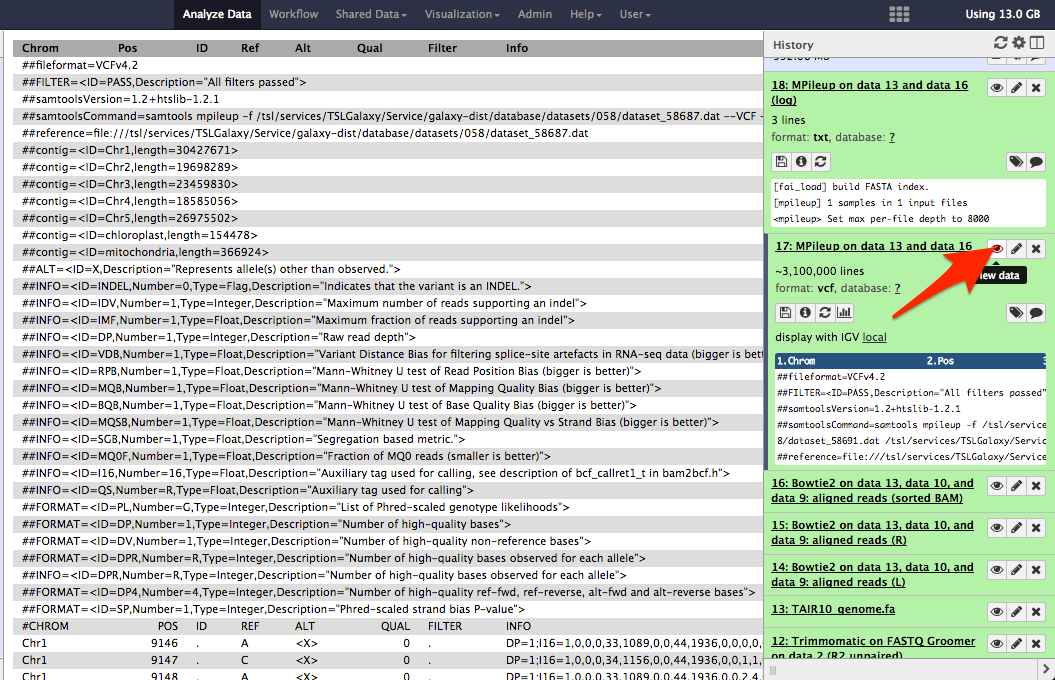 Analyze Data Workflow Shared Data Visualization Admin Help User Using 13.0 GB
Chrom Pos ID Ref Alt Qual Filter Info
##fileformat=VCFv4.2
##FILTER=<ID=PASS,Description="All filters passed">
##samtoolsVersion=1.2+htslib-1.2.1
##samtoolsCommand=samtools mpileup -f /tsl/services/TSLGalaxy/Service/galaxy-dist/database/datasets/058/dataset_58687.dat --VCF -
##reference=file:///tsl/services/TSLGalaxy/Service/galaxy-dist/database/datasets/058/dataset_58687.dat
##contig=<ID=Chr1,length=30427671>
##contig=<ID=Chr2,length=19698289>
##contig=<ID=Chr3,length=23459830>
##contig=<ID=Chr4,length=18585056>
##contig=<ID=Chr5,length=26975502>
##contig=<ID=chloroplast,length=154478>
##contig=<ID=mitochondria,length=366924>
##ALT=<ID=X,Description="Represents allele(s) other than observed.">
##INFO=<ID=INDEL,Number=0,Type=Flag,Description="Indicates that the variant is an INDEL.">
##INFO=<ID=IDV,Number=1,Type=Integer,Description="Maximum number of reads supporting an indel">
##INFO=<ID=IMF,Number=1,Type=Float,Description="Maximum fraction of reads supporting an indel">
##INFO=<ID=DP,Number=1,Type=Integer,Description="Raw read depth">
##INFO=<ID=VDB,Number=1,Type=Float,Description="Variant Distance Bias for filtering splice-site artefacts in RNA-seq data (bigger is bett
##INFO=<ID=RPB,Number=1,Type=Float,Description="Mann-Whitney U test of Read Position Bias (bigger is better)">
##INFO=<ID=MQB,Number=1,Type=Float,Description="Mann-Whitney U test of Mapping Quality Bias (bigger is better)">
##INFO=<ID=BQB,Number=1,Type=Float,Description="Mann-Whitney U test of Base Quality Bias (bigger is better)">
##INFO=<ID=MQSB,Number=1,Type=Float,Description="Mann-Whitney U test of Mapping Quality vs Strand Bias (bigger is better)">
##INFO=<ID=SGB,Number=1,Type=Float,Description="Segregation based metric.">
##INFO=<ID=MQ0F,Number=1,Type=Float,Description="Fraction of MQ0 reads (smaller is better)">
##INFO=<ID=I16,Number=16,Type=Float,Description="Auxiliary tag used for calling, see description of bcf_callret1_t in bam2bcf.h">
##INFO=<ID=QS,Number=R,Type=Float,Description="Auxiliary tag used for calling">
##FORMAT=<ID=PL,Number=G,Type=Integer,Description="List of Phred-scaled genotype likelihoods">
##FORMAT=<ID=DP,Number=1,Type=Integer,Description="Number of high-quality bases">
##FORMAT=<ID=DV,Number=1,Type=Integer,Description="Number of high-quality non-reference bases">
##FORMAT=<ID=DPR,Number=R,Type=Integer,Description="Number of high-quality bases observed for each allele">
##INFO=<ID=DPR,Number=R,Type=Integer,Description="Number of high-quality bases observed for each allele">
##FORMAT=<ID=DP4,Number=4,Type=Integer,Description="Number of high-quality ref-fwd, ref-reverse, alt-fwd and alt-reverse bases">
##FORMAT=<ID=SP,Number=1,Type=Integer,Description="Phred-scaled strand bias P-value">
#CHROM POS ID REF ALT QUAL FILTER INFO
Chr1 9146 . A <X> 0 . DP=1;I16=1,0,0,0,33,1089,0,0,44,1936,0,0,0,0,0
Chr1 9147 . C <X> 0 . DP=1;I16=1,0,0,0,34,1156,0,0,44,1936,0,0,1,1,
Chr1 9148 . A <X> 0 . DP=1;I16=1,0,0,0,33,1089,0,0,44,1936,0,0,2,4,
History
18: MPileup on data 13 and data 16
(log)
3 lines
format: txt, database: ?
[fai_load] build FASTA index.
[mpileup] 1 samples in 1 input files
<mpileup> Set max per-file depth to 8000
17: MPileup on data 13 and data 16
~3,100,000 lines
data
format: vcf, database: ?
display with IGV local
1.Chrom 2.Pos
##fileformat=VCFv4.2
##FILTER=<ID=PASS,Description="All filters passed"
##samtoolsVersion=1.2+htslib-1.2.1
##samtoolsCommand=samtools mpileup -f /tsl/service
8/dataset_58691.dat /tsl/services/TSLGalaxy/Servic
##reference=file:///tsl/services/TSLGalaxy/Service
16: Bowtie2 on data 13, data 10, and
data 9: aligned reads (sorted BAM)
15: Bowtie2 on data 13, data 10, and
data 9: aligned reads (R)
14: Bowtie2 on data 13, data 10, and
data 9: aligned reads (L)
13: TAIR10_genome.fa
12: Trimmomatic on FASTQ Groomer
on data 2 (R2 unpaired)